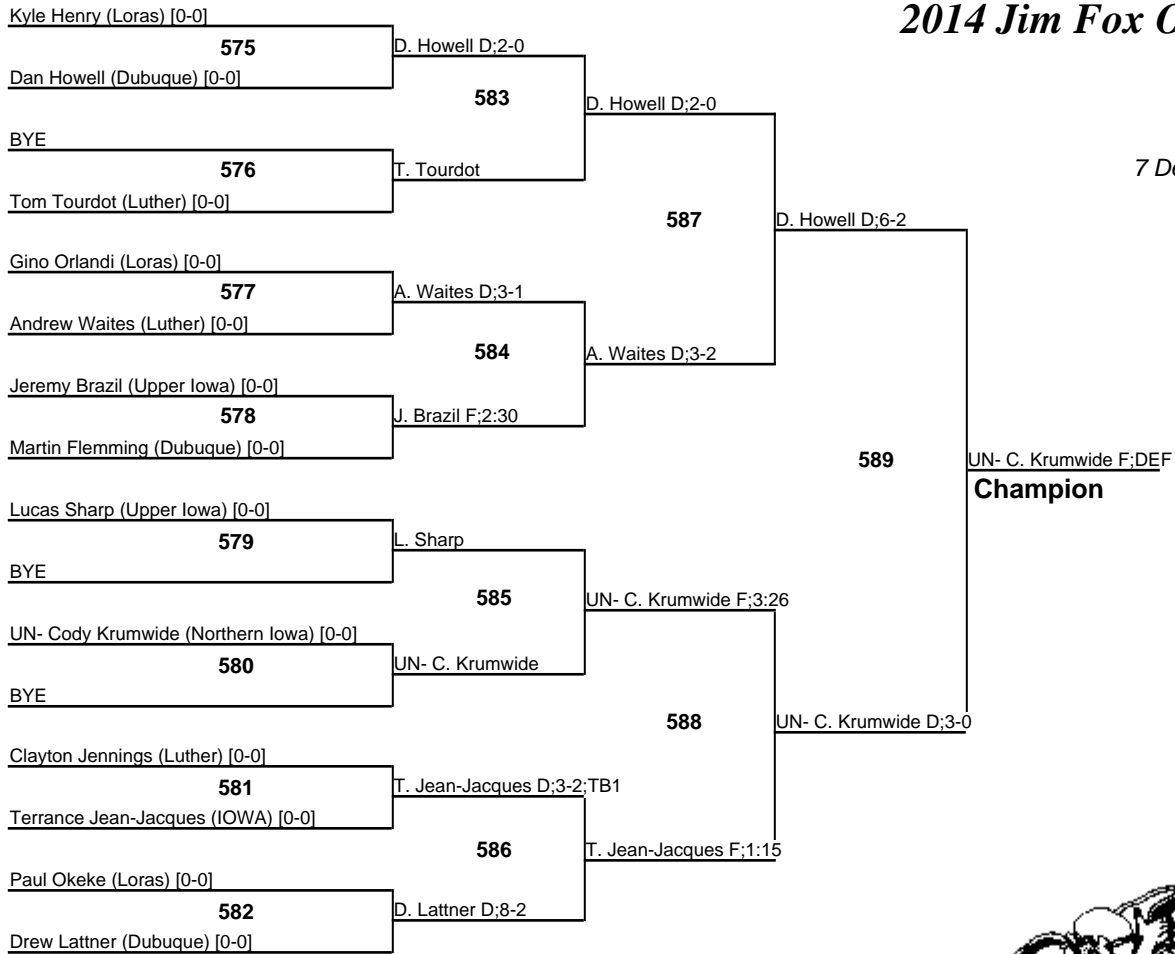 2014 Jim Fox
7
Kyle Henry (Loras) [0-0]
575
Dan Howell (Dubuque) [0-0]
BYE
576
Tom Tourdot (Luther) [0-0]
Gino Orlandi (Loras) [0-0]
577
Andrew Waites (Luther) [0-0]
Jeremy Brazil (Upper Iowa) [0-0]
578
Martin Flemming (Dubuque) [0-0]
Lucas Sharp (Upper Iowa) [0-0]
579
BYE
UN- Cody Krumwide (Northern Iowa) [0-0]
580
BYE
Clayton Jennings (Luther) [0-0]
581
Terrance Jean-Jacques (IOWA) [0-0]
Paul Okeke (Loras) [0-0]
582
Drew Lattner (Dubuque) [0-0]
D. Howell D;2-0
583
T. Tourdot
A. Waites D;3-1
584
J. Brazil F;2:30
L. Sharp
585
UN- C. Krumwide
T. Jean-Jacques D;3-2;TB1
586
D. Lattner D;8-2
D. Howell D;2-0
587
A. Waites D;3-2
UN- C. Krumwide F;3:26
588
T. Jean-Jacques F;1:15
D. Howell D;6-2
589
UN- C. Krumwide D;3-0
UN- C. Krumwide F;DEF
Champion